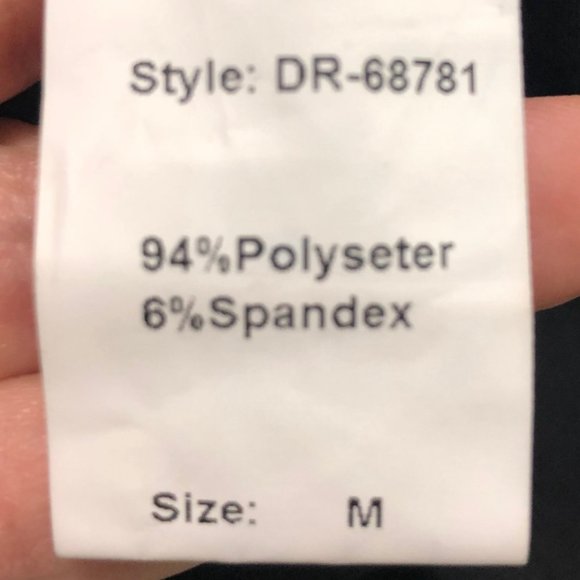 Style: DR-68781
94%Polyseter
6%Spandex
Size: M